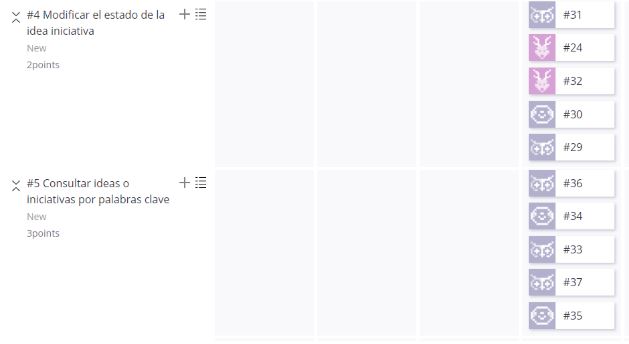 #4 Modificar el estado de la
idea iniciativa
New
2points
#31
#24
#32
#30
#29
#5 Consultar ideas o
iniciativas por palabras clave
New
3points
#36
#34
#33
#37
#35